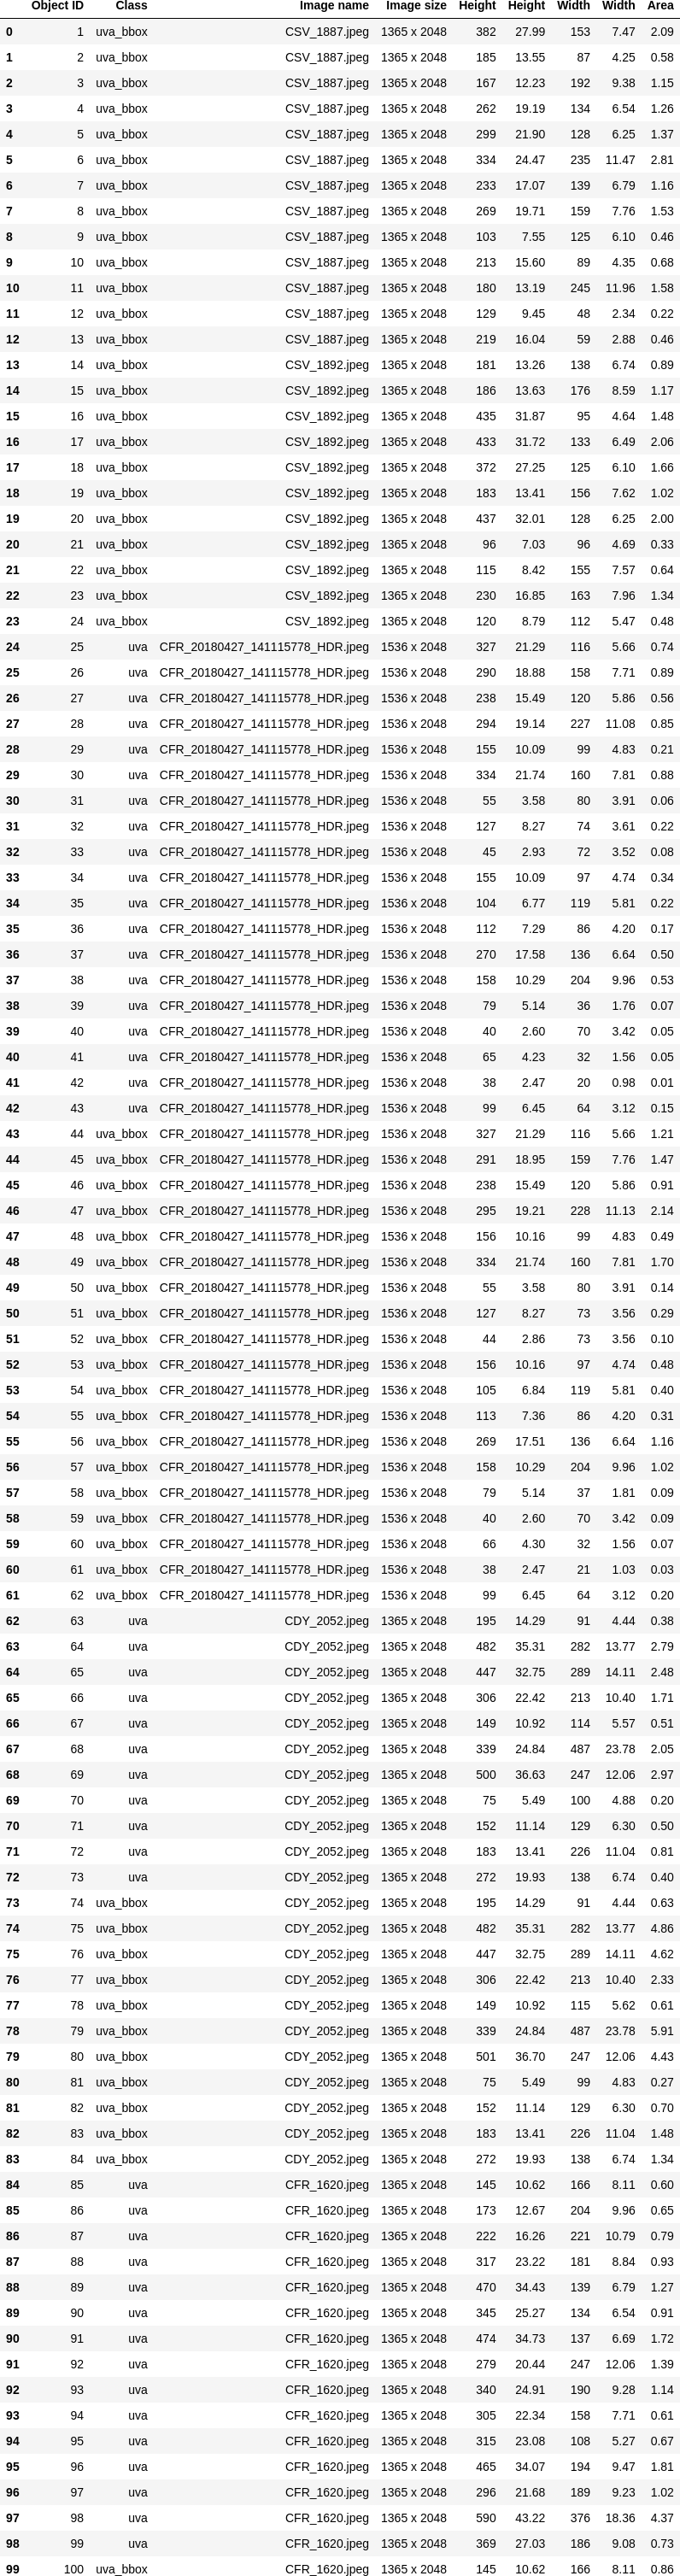 Object ID Class Image name Image size Height Height Width Width Area
0 1 uva_bbox CSV_1887.jpeg 1365 x 2048 382 27.99 153 7.47 2.09
1 2 uva_bbox CSV_1887.jpeg 1365 x 2048 185 13.55 87 4.25 0.58
2 3 uva_bbox CSV_1887.jpeg 1365 x 2048 167 12.23 192 9.38 1.15
3 4 uva_bbox CSV_1887.jpeg 1365 x 2048 262 19.19 134 6.54 1.26
4 5 uva_bbox CSV_1887.jpeg 1365 x 2048 299 21.90 128 6.25 1.37
5 6 uva_bbox CSV_1887.jpeg 1365 x 2048 334 24.47 235 11.47 2.81
6 7 uva_bbox CSV_1887.jpeg 1365 x 2048 233 17.07 139 6.79 1.16
7 8 uva_bbox CSV_1887.jpeg 1365 x 2048 269 19.71 159 7.76 1.53
8 9 uva_bbox CSV_1887.jpeg 1365 x 2048 103 7.55 125 6.10 0.46
9 10 uva_bbox CSV_1887.jpeg 1365 x 2048 213 15.60 89 4.35 0.68
10 11 uva_bbox CSV_1887.jpeg 1365 x 2048 180 13.19 245 11.96 1.58
11 12 uva_bbox CSV_1887.jpeg 1365 x 2048 129 9.45 48 2.34 0.22
12 13 uva_bbox CSV_1887.jpeg 1365 x 2048 219 16.04 59 2.88 0.46
13 14 uva_bbox CSV_1892.jpeg 1365 x 2048 181 13.26 138 6.74 0.89
14 15 uva_bbox CSV_1892.jpeg 1365 x 2048 186 13.63 176 8.59 1.17
15 16 uva_bbox CSV_1892.jpeg 1365 x 2048 435 31.87 95 4.64 1.48
16 17 uva_bbox CSV_1892.jpeg 1365 x 2048 433 31.72 133 6.49 2.06
17 18 uva_bbox CSV_1892.jpeg 1365 x 2048 372 27.25 125 6.10 1.66
18 19 uva_bbox CSV_1892.jpeg 1365 x 2048 183 13.41 156 7.62 1.02
19 20 uva_bbox CSV_1892.jpeg 1365 x 2048 437 32.01 128 6.25 2.00
20 21 uva_bbox CSV_1892.jpeg 1365 x 2048 96 7.03 96 4.69 0.33
21 22 uva_bbox CSV_1892.jpeg 1365 x 2048 115 8.42 155 7.57 0.64
22 23 uva_bbox CSV_1892.jpeg 1365 x 2048 230 16.85 163 7.96 1.34
23 24 uva_bbox CSV_1892.jpeg 1365 x 2048 120 8.79 112 5.47 0.48
24 25 uva CFR_20180427_141115778_HDR.jpeg 1536 x 2048 327 21.29 116 5.66 0.74
25 26 uva CFR_20180427_141115778_HDR.jpeg 1536 x 2048 290 18.88 158 7.71 0.89
26 27 uva CFR_20180427_141115778_HDR.jpeg 1536 x 2048 238 15.49 120 5.86 0.56
27 28 uva CFR_20180427_141115778_HDR.jpeg 1536 x 2048 294 19.14 227 11.08 0.85
28 29 uva CFR_20180427_141115778_HDR.jpeg 1536 x 2048 155 10.09 99 4.83 0.21
29 30 uva CFR_20180427_141115778_HDR.jpeg 1536 x 2048 334 21.74 160 7.81 0.88
30 31 uva CFR_20180427_141115778_HDR.jpeg 1536 x 2048 55 3.58 80 3.91 0.06
31 32 uva CFR_20180427_141115778_HDR.jpeg 1536 x 2048 127 8.27 74 3.61 0.22
32 33 uva CFR_20180427_141115778_HDR.jpeg 1536 x 2048 45 2.93 72 3.52 0.08
33 34 uva CFR_20180427_141115778_HDR.jpeg 1536 x 2048 155 10.09 97 4.74 0.34
34 35 uva CFR_20180427_141115778_HDR.jpeg 1536 x 2048 104 6.77 119 5.81 0.22
35 36 uva CFR_20180427_141115778_HDR.jpeg 1536 x 2048 112 7.29 86 4.20 0.17
36 37 uva CFR_20180427_141115778_HDR.jpeg 1536 x 2048 270 17.58 136 6.64 0.50
37 38 uva CFR_20180427_141115778_HDR.jpeg 1536 x 2048 158 10.29 204 9.96 0.53
38 39 uva CFR_20180427_141115778_HDR.jpeg 1536 x 2048 79 5.14 36 1.76 0.07
39 40 uva CFR_20180427_141115778_HDR.jpeg 1536 x 2048 40 2.60 70 3.42 0.05
40 41 uva CFR_20180427_141115778_HDR.jpeg 1536 x 2048 65 4.23 32 1.56 0.05
41 42 uva CFR_20180427_141115778_HDR.jpeg 1536 x 2048 38 2.47 20 0.98 0.01
42 43 uva CFR_20180427_141115778_HDR.jpeg 1536 x 2048 99 6.45 64 3.12 0.15
43 44 uva_bbox CFR_20180427_141115778_HDR.jpeg 1536 x 2048 327 21.29 116 5.66 1.21
44 45 uva_bbox CFR_20180427_141115778_HDR.jpeg 1536 x 2048 291 18.95 159 7.76 1.47
45 46 uva_bbox CFR_20180427_141115778_HDR.jpeg 1536 x 2048 238 15.49 120 5.86 0.91
46 47 uva_bbox CFR_20180427_141115778_HDR.jpeg 1536 x 2048 295 19.21 228 11.13 2.14
47 48 uva_bbox CFR_20180427_141115778_HDR.jpeg 1536 x 2048 156 10.16 99 4.83 0.49
48 49 uva_bbox CFR_20180427_141115778_HDR.jpeg 1536 x 2048 334 21.74 160 7.81 1.70
49 50 uva_bbox CFR_20180427_141115778_HDR.jpeg 1536 x 2048 55 3.58 80 3.91 0.14
50 51 uva_bbox CFR_20180427_141115778_HDR.jpeg 1536 x 2048 127 8.27 73 3.56 0.29
51 52 uva_bbox CFR_20180427_141115778_HDR.jpeg 1536 x 2048 44 2.86 73 3.56 0.10
52 53 uva_bbox CFR_20180427_141115778_HDR.jpeg 1536 x 2048 156 10.16 97 4.74 0.48
53 54 uva_bbox CFR_20180427_141115778_HDR.jpeg 1536 x 2048 105 6.84 119 5.81 0.40
54 55 uva_bbox CFR_20180427_141115778_HDR.jpeg 1536 x 2048 113 7.36 86 4.20 0.31
55 56 uva_bbox CFR_20180427_141115778_HDR.jpeg 1536 x 2048 269 17.51 136 6.64 1.16
56 57 uva_bbox CFR_20180427_141115778_HDR.jpeg 1536 x 2048 158 10.29 204 9.96 1.02
57 58 uva_bbox CFR_20180427_141115778_HDR.jpeg 1536 x 2048 79 5.14 37 1.81 0.09
58 59 uva_bbox CFR_20180427_141115778_HDR.jpeg 1536 x 2048 40 2.60 70 3.42 0.09
59 60 uva_bbox CFR_20180427_141115778_HDR.jpeg 1536 x 2048 66 4.30 32 1.56 0.07
60 61 uva_bbox CFR_20180427_141115778_HDR.jpeg 1536 x 2048 38 2.47 21 1.03 0.03
61 62 uva_bbox CFR_20180427_141115778_HDR.jpeg 1536 x 2048 99 6.45 64 3.12 0.20
62 63 uva CDY_2052.jpeg 1365 x 2048 195 14.29 91 4.44 0.38
63 64 uva CDY_2052.jpeg 1365 x 2048 482 35.31 282 13.77 2.79
64 65 uva CDY_2052.jpeg 1365 x 2048 447 32.75 289 14.11 2.48
65 66 uva CDY_2052.jpeg 1365 x 2048 306 22.42 213 10.40 1.71
66 67 uva CDY_2052.jpeg 1365 x 2048 149 10.92 114 5.57 0.51
67 68 uva CDY_2052.jpeg 1365 x 2048 339 24.84 487 23.78 2.05
68 69 uva CDY_2052.jpeg 1365 x 2048 500 36.63 247 12.06 2.97
69 70 uva CDY_2052.jpeg 1365 x 2048 75 5.49 100 4.88 0.20
70 71 uva CDY_2052.jpeg 1365 x 2048 152 11.14 129 6.30 0.50
71 72 uva CDY_2052.jpeg 1365 x 2048 183 13.41 226 11.04 0.81
72 73 uva CDY_2052.jpeg 1365 x 2048 272 19.93 138 6.74 0.40
73 74 uva_bbox CDY_2052.jpeg 1365 x 2048 195 14.29 91 4.44 0.63
74 75 uva_bbox CDY_2052.jpeg 1365 x 2048 482 35.31 282 13.77 4.86
75 76 uva_bbox CDY_2052.jpeg 1365 x 2048 447 32.75 289 14.11 4.62
76 77 uva_bbox CDY_2052.jpeg 1365 x 2048 306 22.42 213 10.40 2.33
77 78 uva_bbox CDY_2052.jpeg 1365 x 2048 149 10.92 115 5.62 0.61
78 79 uva_bbox CDY_2052.jpeg 1365 x 2048 339 24.84 487 23.78 5.91
79 80 uva_bbox CDY_2052.jpeg 1365 x 2048 501 36.70 247 12.06 4.43
80 81 uva_bbox CDY_2052.jpeg 1365 x 2048 75 5.49 99 4.83 0.27
81 82 uva_bbox CDY_2052.jpeg 1365 x 2048 152 11.14 129 6.30 0.70
82 83 uva_bbox CDY_2052.jpeg 1365 x 2048 183 13.41 226 11.04 1.48
83 84 uva_bbox CDY_2052.jpeg 1365 x 2048 272 19.93 138 6.74 1.34
84 85 uva CFR_1620.jpeg 1365 x 2048 145 10.62 166 8.11 0.60
85 86 uva CFR_1620.jpeg 1365 x 2048 173 12.67 204 9.96 0.65
86 87 uva CFR_1620.jpeg 1365 x 2048 222 16.26 221 10.79 0.79
87 88 uva CFR_1620.jpeg 1365 x 2048 317 23.22 181 8.84 0.93
88 89 uva CFR_1620.jpeg 1365 x 2048 470 34.43 139 6.79 1.27
89 90 uva CFR_1620.jpeg 1365 x 2048 345 25.27 134 6.54 0.91
90 91 uva CFR_1620.jpeg 1365 x 2048 474 34.73 137 6.69 1.72
91 92 uva CFR_1620.jpeg 1365 x 2048 279 20.44 247 12.06 1.39
92 93 uva CFR_1620.jpeg 1365 x 2048 340 24.91 190 9.28 1.14
93 94 uva CFR_1620.jpeg 1365 x 2048 305 22.34 158 7.71 0.61
94 95 uva CFR_1620.jpeg 1365 x 2048 315 23.08 108 5.27 0.67
95 96 uva CFR_1620.jpeg 1365 x 2048 465 34.07 194 9.47 1.81
96 97 uva CFR_1620.jpeg 1365 x 2048 296 21.68 189 9.23 1.02
97 98 uva CFR_1620.jpeg 1365 x 2048 590 43.22 376 18.36 4.37
98 99 uva CFR_1620.jpeg 1365 x 2048 369 27.03 186 9.08 0.73
99 100 uva_bbox CFR_1620.jpeg 1365 x 2048 145 10.62 166 8.11 0.86